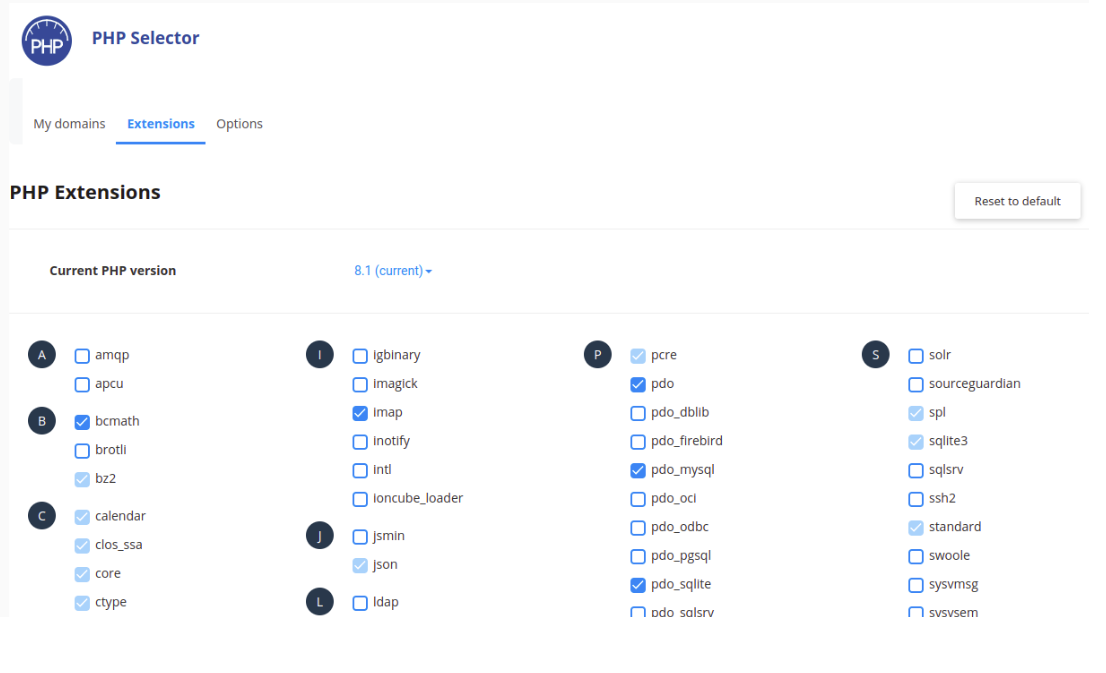 PHP
PHP Selector
My domains
Extensions
Options
PHP Extensions
Reset to default
Current PHP version
8.1 (current)
A
amqp
apcu
B
bcmath
brotli
bz2
C
calendar
clos_ssa
core
ctype
I
igbinary
imagick
imap
inotify
intl
ioncube_loader
J
jsmin
json
L
ldap
P
pcre
pdo
pdo_dblib
pdo_firebird
pdo_mysql
pdo_oci
pdo_odbc
pdo_pgsql
pdo_sqlite
pdo_sqlsrv
S
solr
sourceguardian
spl
sqlite3
sqlsrv
ssh2
standard
swoole
sysvmsg
sysvsem